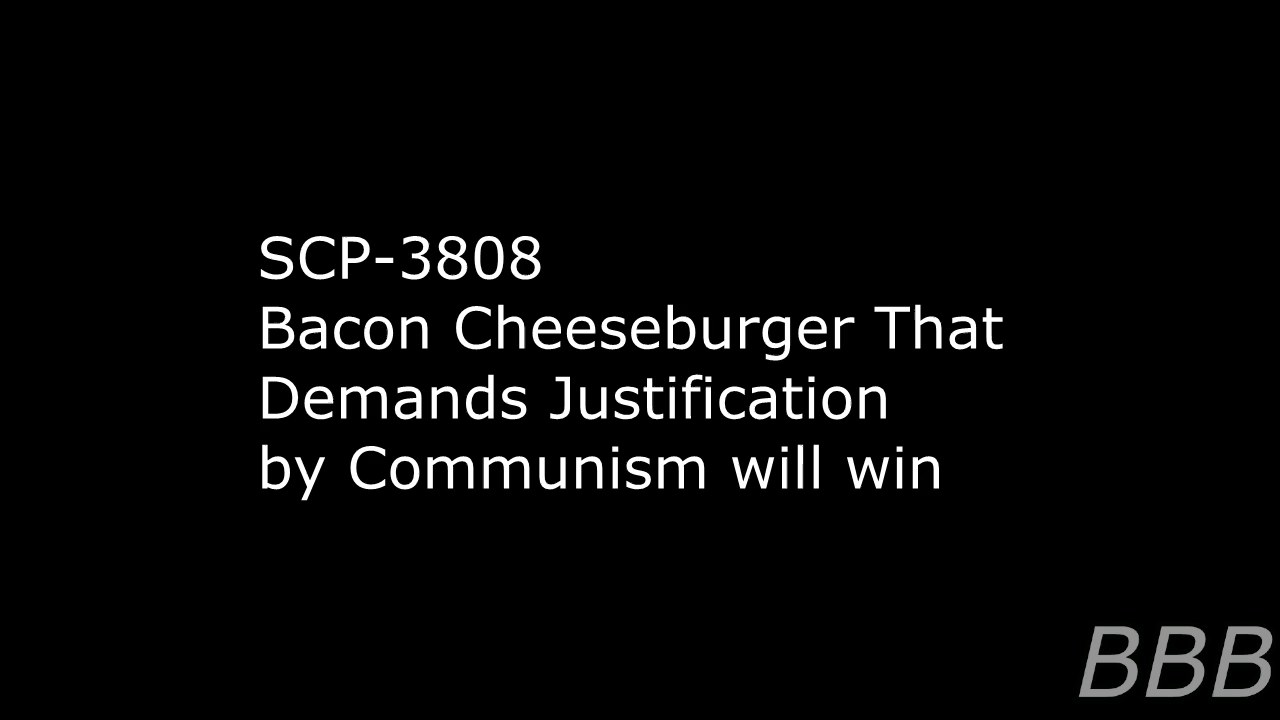 SCP-3808
Bacon Cheeseburger That
Demands Justification
by Communism will win
BBB